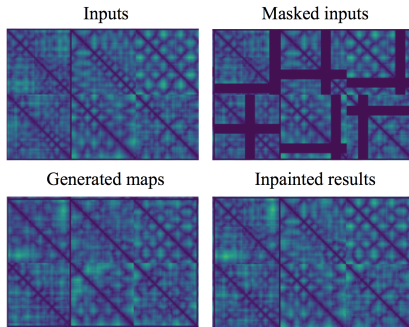 Inputs
Masked inputs
Generated maps
Inpainted results